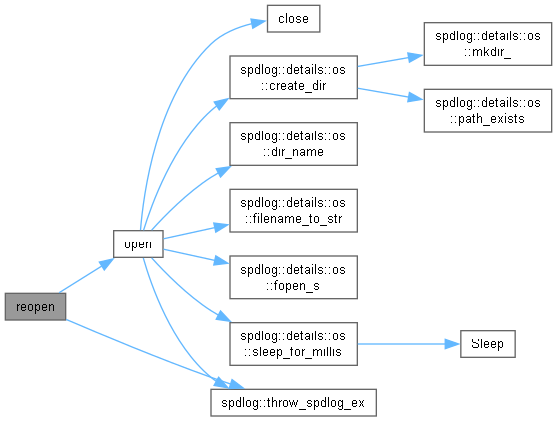 close
spdlog::details::os
::mkdir_
spdlog::details::os
::create_dir
spdlog::details::os
::path_exists
spdlog::details::os
::dir_name
spdlog::details::os
::filename_to_str
open
spdlog::details::os
::fopen_s
reopen
spdlog::details::os
::sleep_for_millis
Sleep
spdlog::throw_spdlog_ex